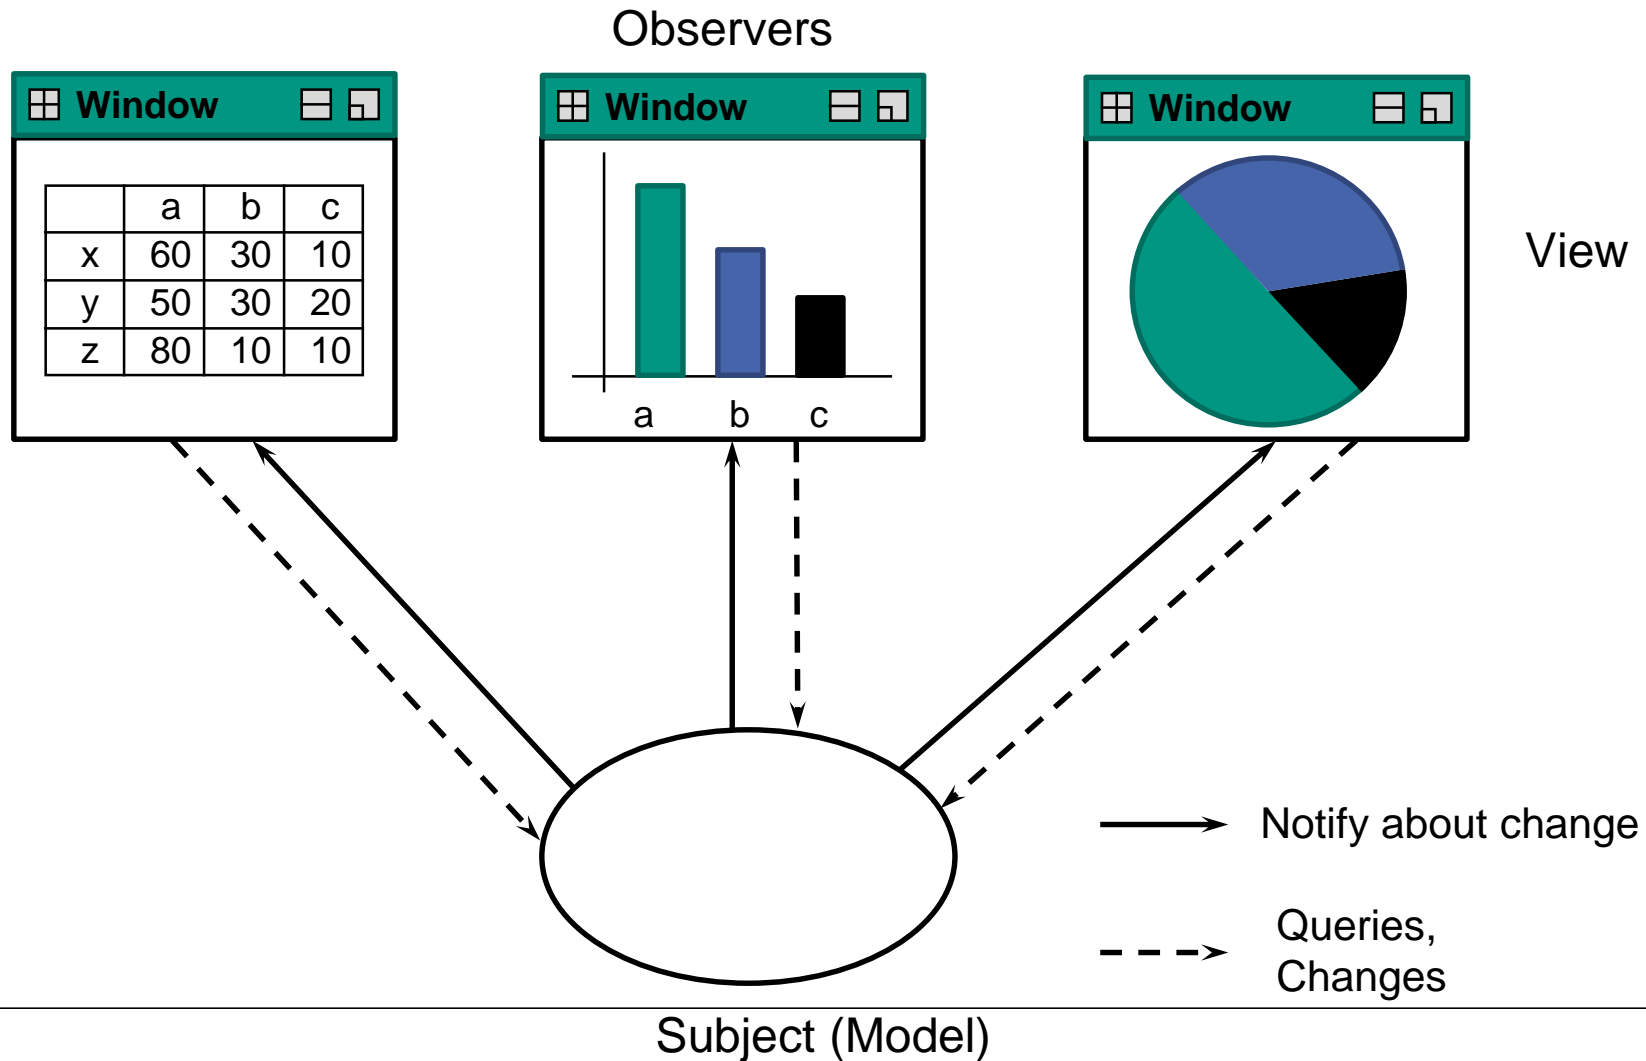 Observers
Window
Window
Window
a b c
x 60 30 10
y 50 30 20
z 80 10 10
a b c
View
Notify about change
Queries,
Changes
Subject (Model)